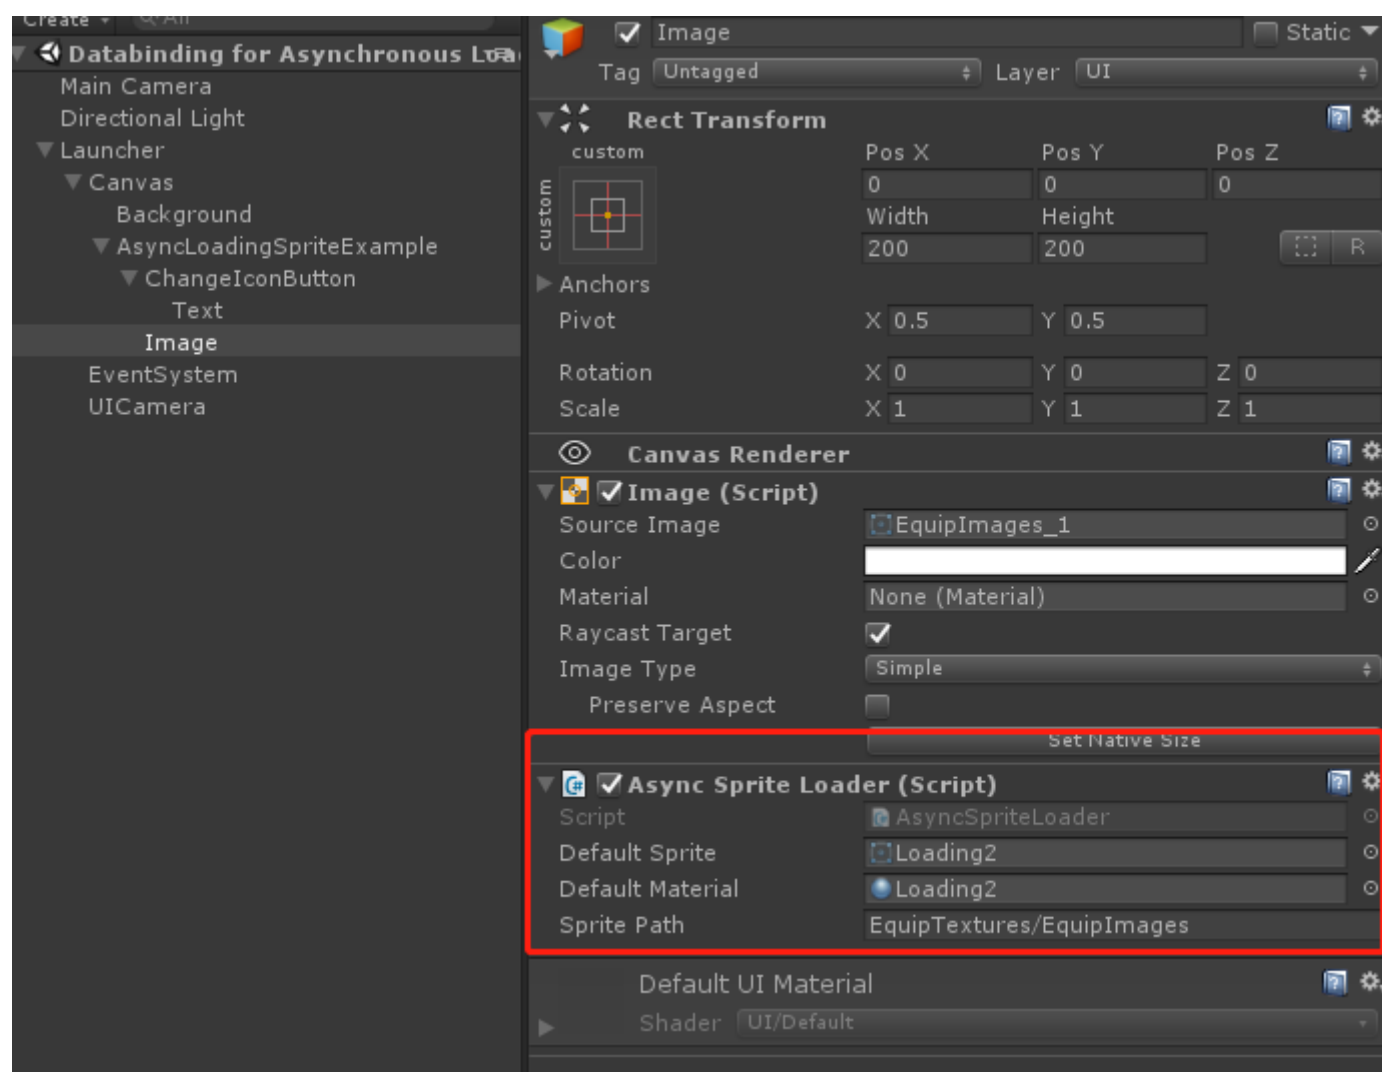 Create All
Databinding for Asynchronous Loa
Main Camera
Directional Light
Launcher
Canvas
Background
AsyncLoadingSpriteExample
ChangeIconButton
Text
Image
EventSystem
UICamera
Image Static
Tag Untagged Layer UI
Rect Transform
custom Pos X Pos Y Pos Z
custom
0 0 0
Width Height
200 200 R
Anchors
Pivot X 0.5 Y 0.5
Rotation X 0 Y 0 Z 0
Scale X 1 Y 1 Z 1
Canvas Renderer
Image (Script)
Source Image EquipImages_1
Color
Material None (Material)
Raycast Target
Image Type Simple
Preserve Aspect
Set Native Size
Async Sprite Loader (Script)
Script AsyncSpriteLoader
Default Sprite Loading2
Default Material Loading2
Sprite Path EquipTextures/EquipImages
Default UI Material
Shader UI/Default